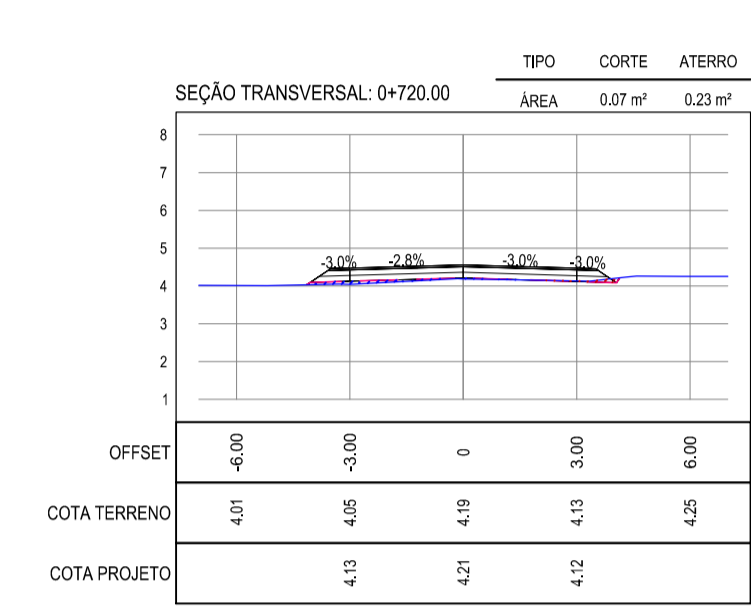 TIPO CORTE ATERRO
SEÇÃO TRANSVERSAL: 0+720.00
ÁREA 0.07 m² 0.23 m²
8
7
6
5
-3.0% -2.8% -3.0% -3.0%
4
3
2
1
OFFSET -6.00 -3.00 0 3.00 6.00
COTA TERRENO 4.01 4.05 4.19 4.13 4.25
COTA PROJETO 4.13 4.21 4.12